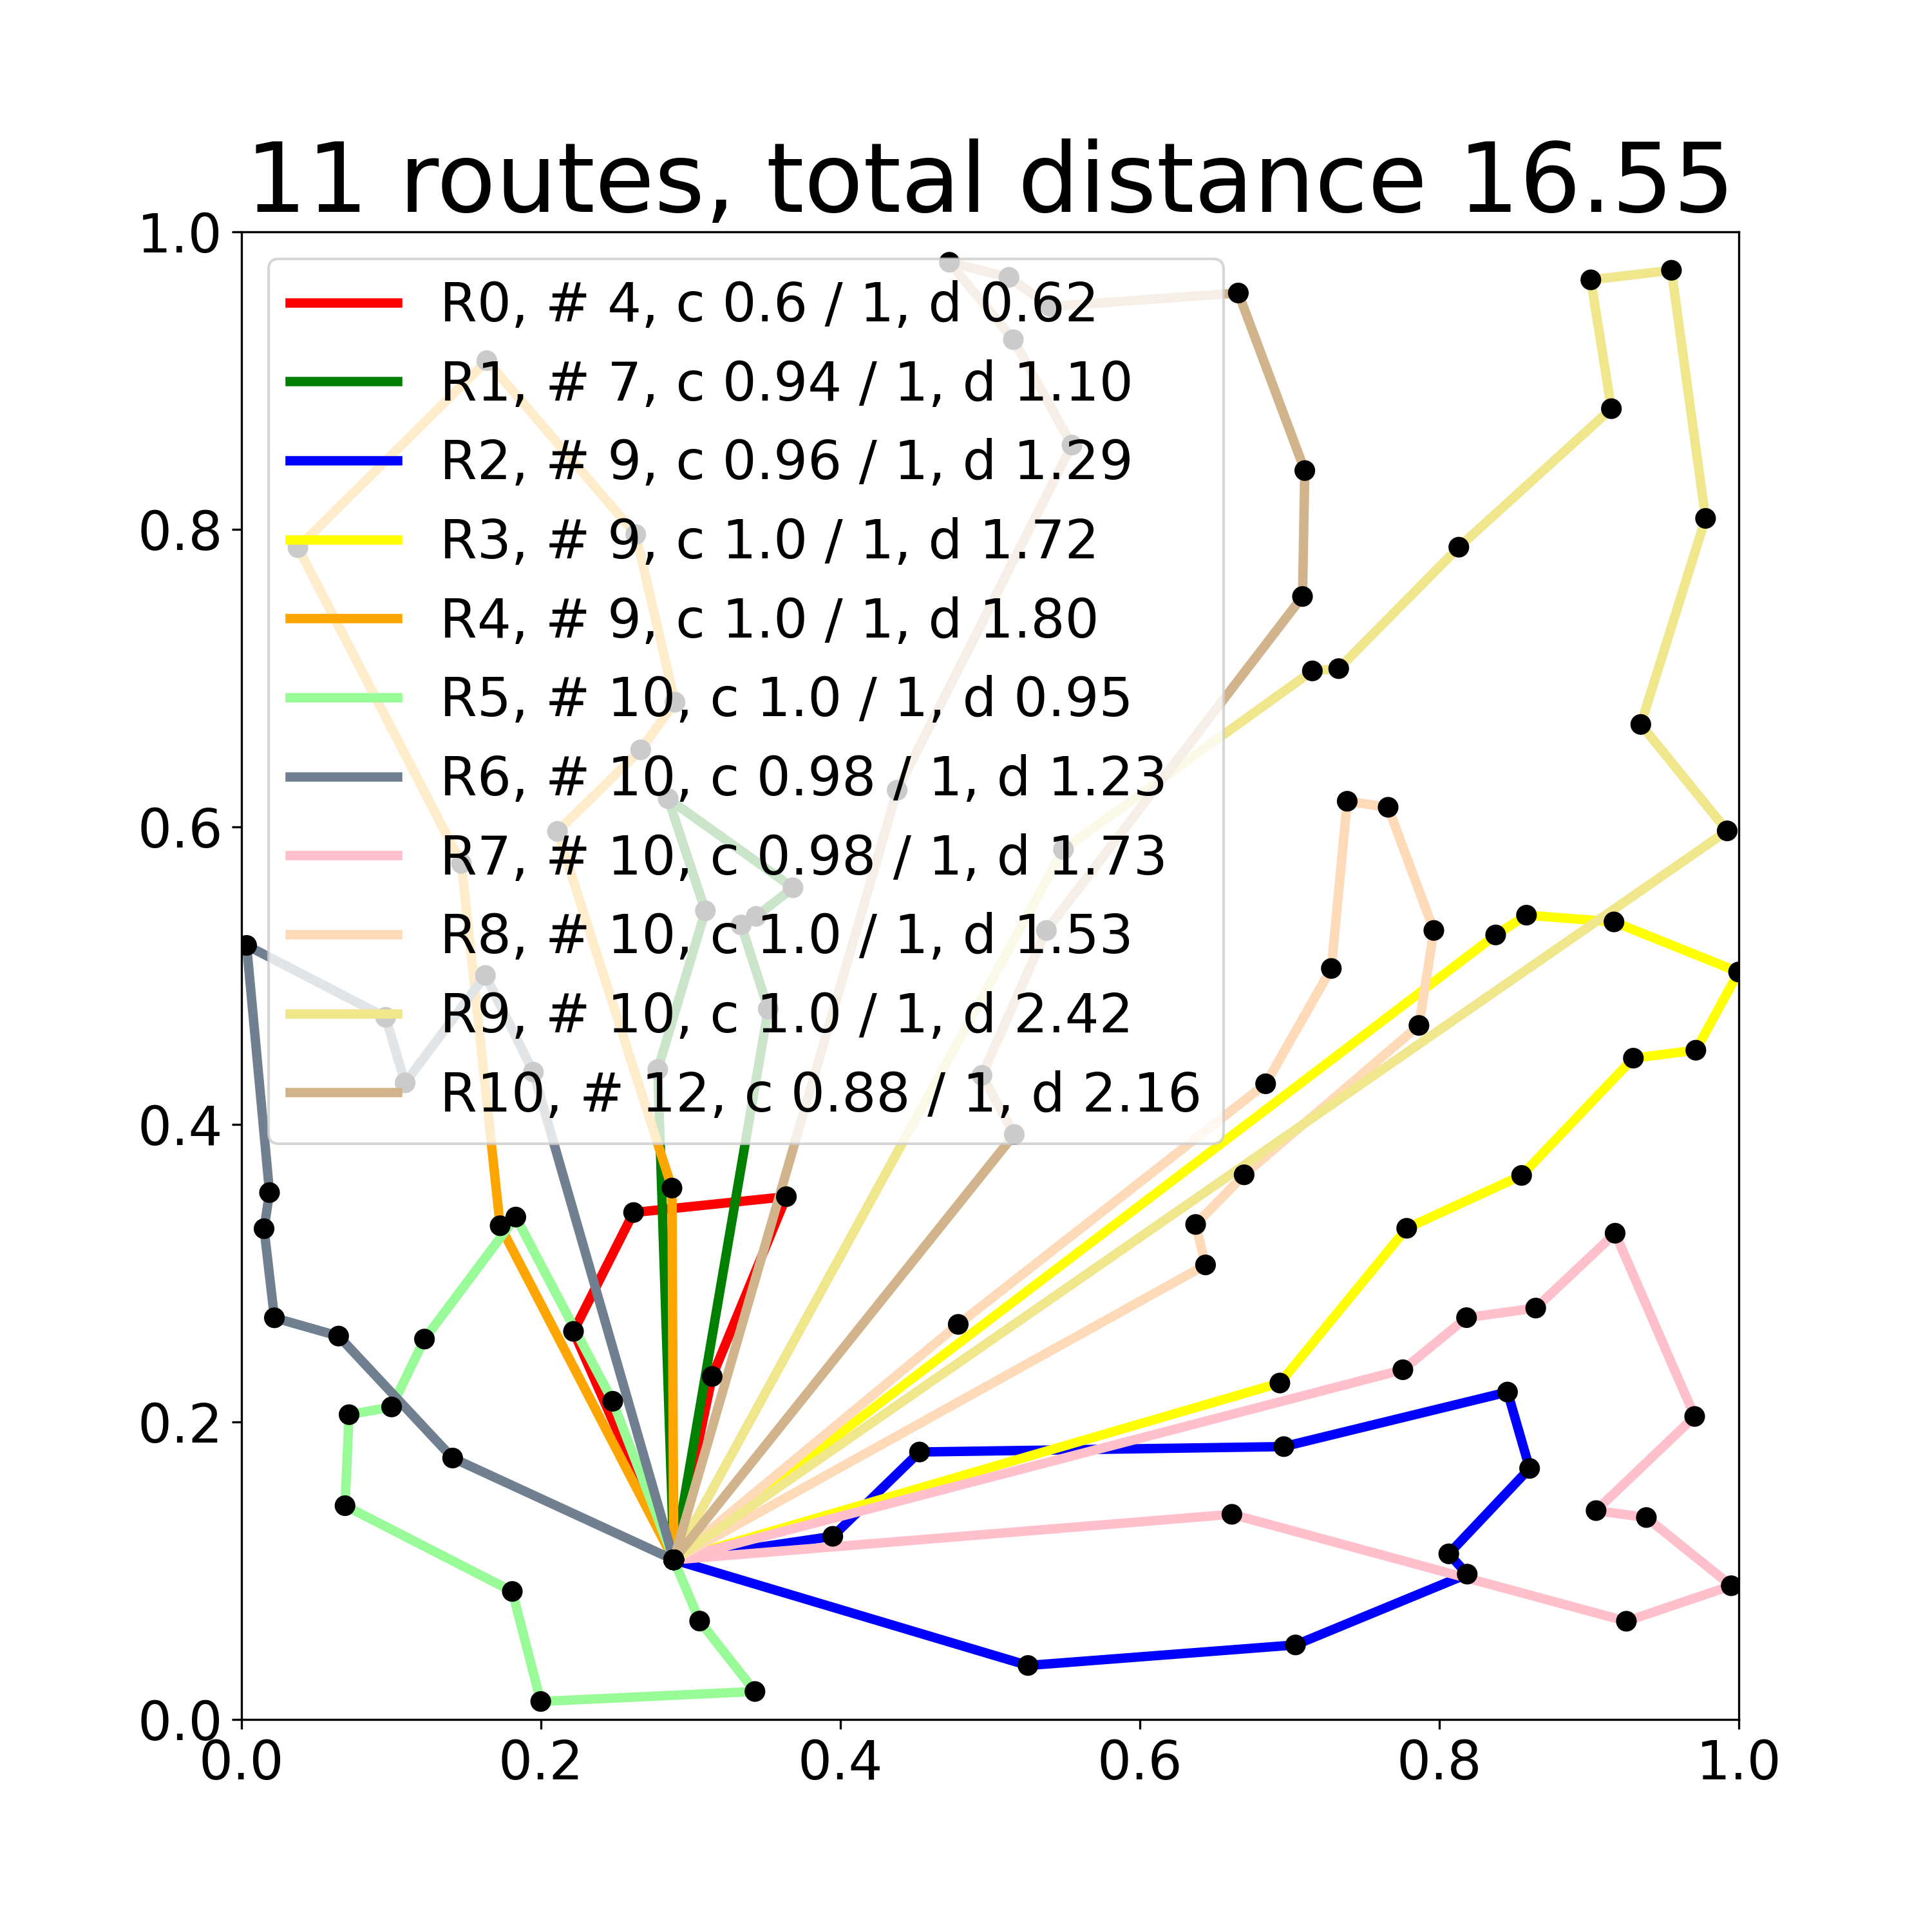 11 routes, total distance 16.55
1.0
0.8
0.6
0.4
0.2
0.0
R0, # 4, c 0.6 / 1, d 0.62
R1, # 7, c 0.94 / 1, d 1.10
R2, # 9, c 0.96 / 1, d 1.29
R3, # 9, c 1.0 / 1, d 1.72
R4, # 9, c 1.0 / 1, d 1.80
R5, # 10, c 1.0 / 1, d 0.95
R6, # 10, c 0.98 / 1, d 1.23
R7, # 10, c 0.98 / 1, d 1.73
R8, # 10, c 1.0 / 1, d 1.53
R9, # 10, c 1.0 / 1, d 2.42
R10, # 12, c 0.88 / 1, d 2.16
0.0 0.2 0.4 0.6 0.8 1.0